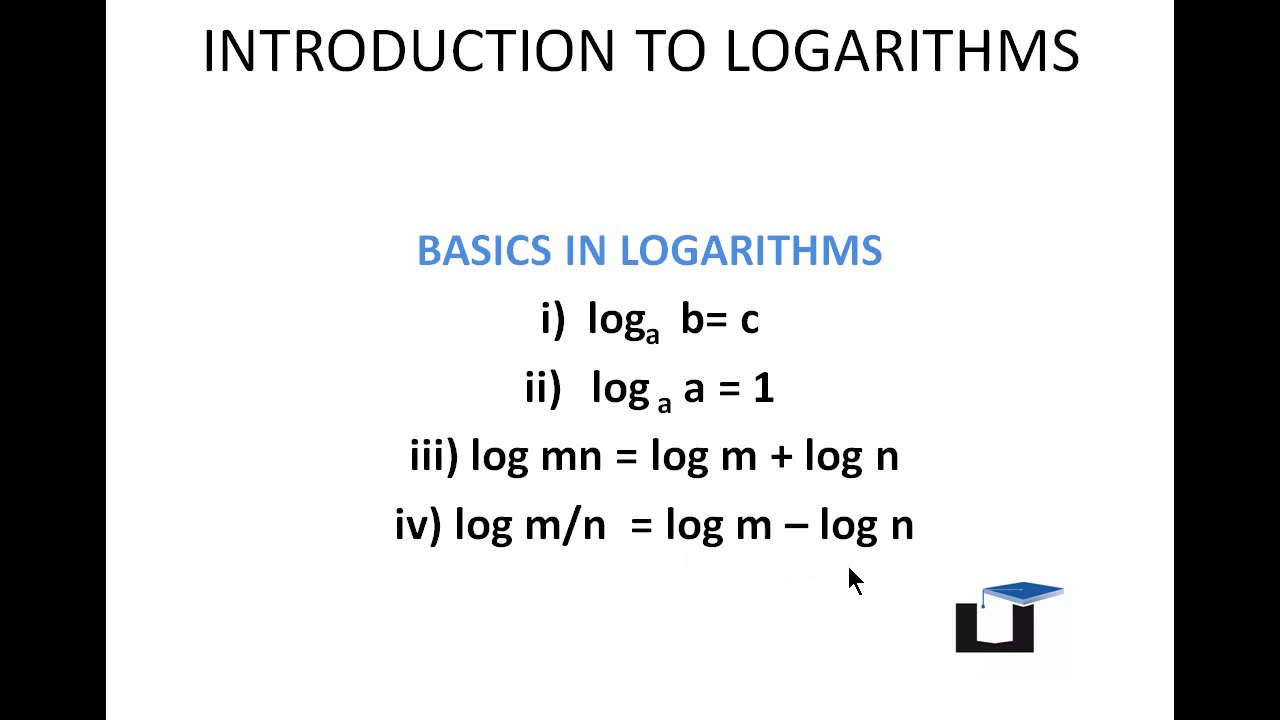 INTRODUCTION TO LOGARITHMS
BASICS IN LOGARITHMS
i) logₐ b= c
ii) log ₐ a = 1
iii) log mn = log m + log n
iv) log m/n = log m – log n